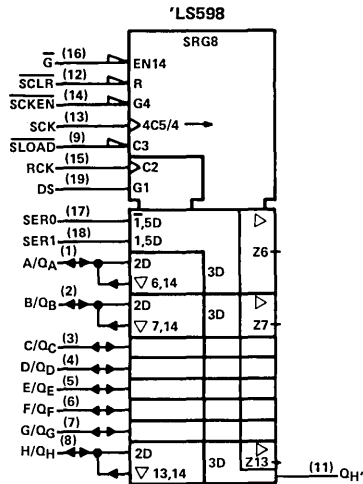 'LS598
SRG8
G̅ (16) EN14
S̅C̅L̅R̅ (12) R
S̅C̅K̅E̅N̅ (14) G4
SCK (13) 4C5/4
S̅L̅O̅A̅D̅ (9) C3
RCK (15) C2
DS (19) G1
SER0 (17) 1̅,5D
SER1 (18) 1,5D
A/QA (1) 2D 3D Z6
6,14
B/QB (2) 2D 3D
7,14 Z7
C/QC (3)
D/QD (4)
E/QE (5)
F/QF (6)
G/QG (7)
H/QH (8) 2D Z13
13,14 3D (11) QH'